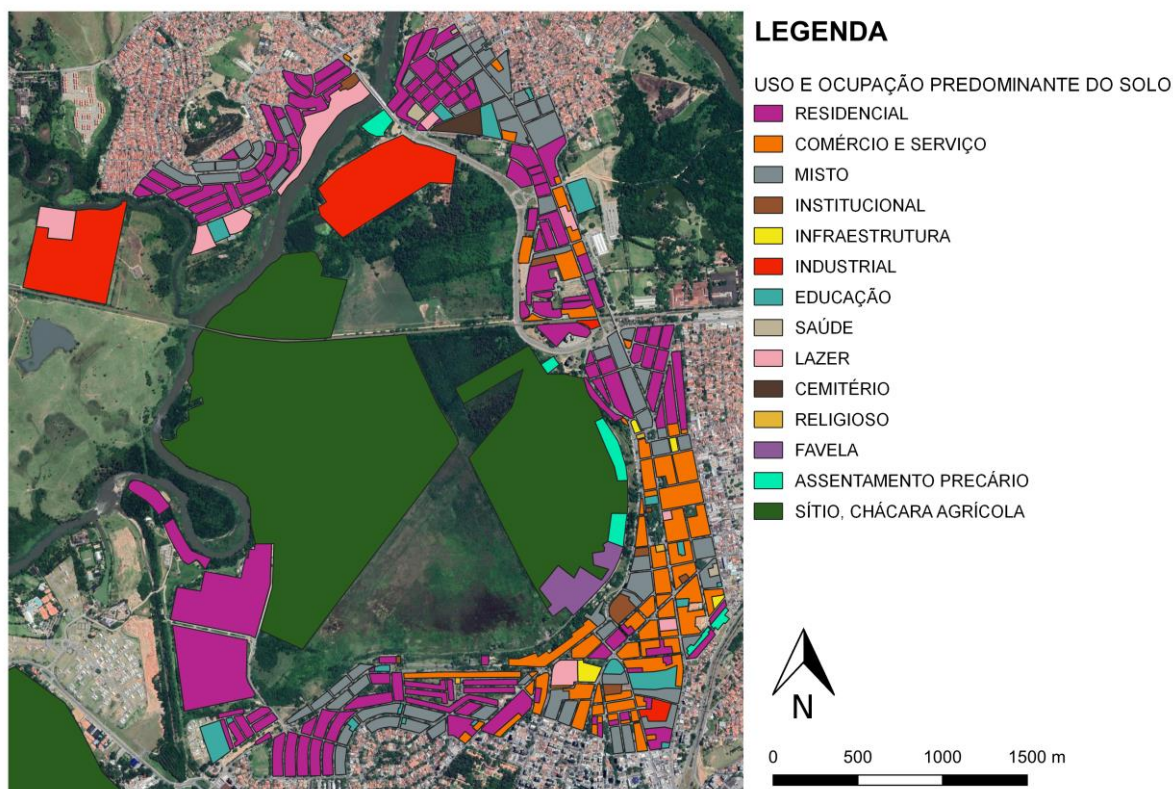 LEGENDA
USO E OCUPAÇÃO PREDOMINANTE DO SOLO
RESIDENCIAL
COMÉRCIO E SERVIÇO
MISTO
INSTITUCIONAL
INFRAESTRUTURA
INDUSTRIAL
EDUCAÇÃO
SAÚDE
LAZER
CEMITÉRIO
RELIGIOSO
FAVELA
ASSENTAMENTO PRECÁRIO
SÍTIO, CHÁCARA AGRÍCOLA
N
0 500 1000 1500 m